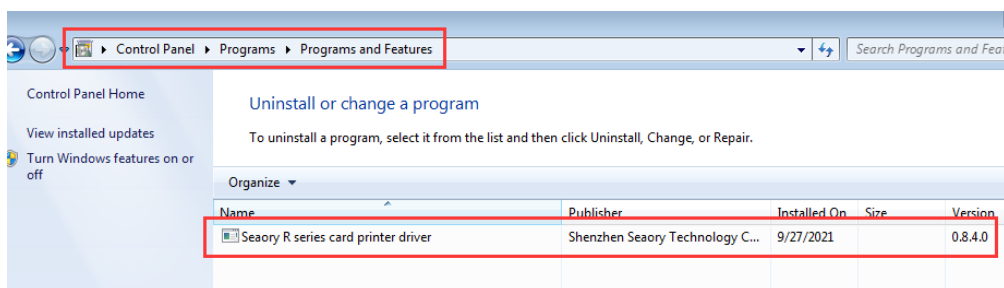 Control Panel ▸ Programs ▸ Programs and Features
Search Programs and Fea
Control Panel Home
View installed updates
Turn Windows features on or
off
Uninstall or change a program
To uninstall a program, select it from the list and then click Uninstall, Change, or Repair.
Organize
Name Publisher Installed On Size Version
Seaory R series card printer driver Shenzhen Seaory Technology C... 9/27/2021 0.8.4.0